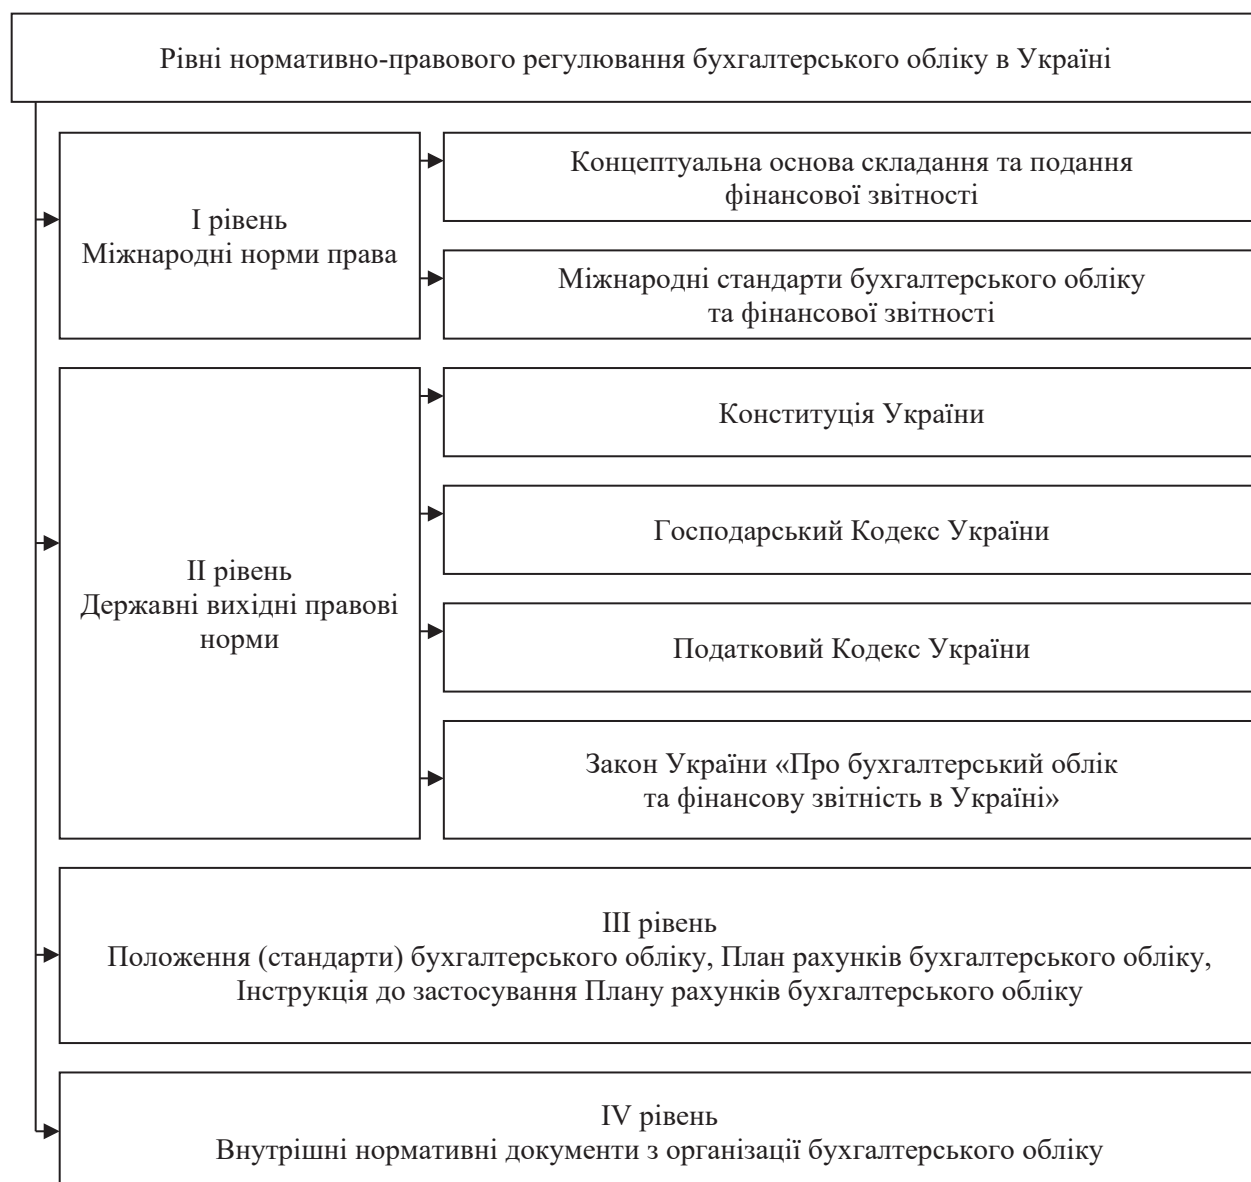 Рівні нормативно-правового регулювання бухгалтерського обліку в Україні
І рівень
Міжнародні норми права
Концептуальна основа складання та подання
фінансової звітності
Міжнародні стандарти бухгалтерського обліку
та фінансової звітності
ІІ рівень
Державні вихідні правові
норми
Конституція України
Господарський Кодекс України
Податковий Кодекс України
Закон України «Про бухгалтерський облік
та фінансову звітність в Україні»
ІІІ рівень
Положення (стандарти) бухгалтерського обліку, План рахунків бухгалтерського обліку,
Інструкція до застосування Плану рахунків бухгалтерського обліку
IV рівень
Внутрішні нормативні документи з організації бухгалтерського обліку